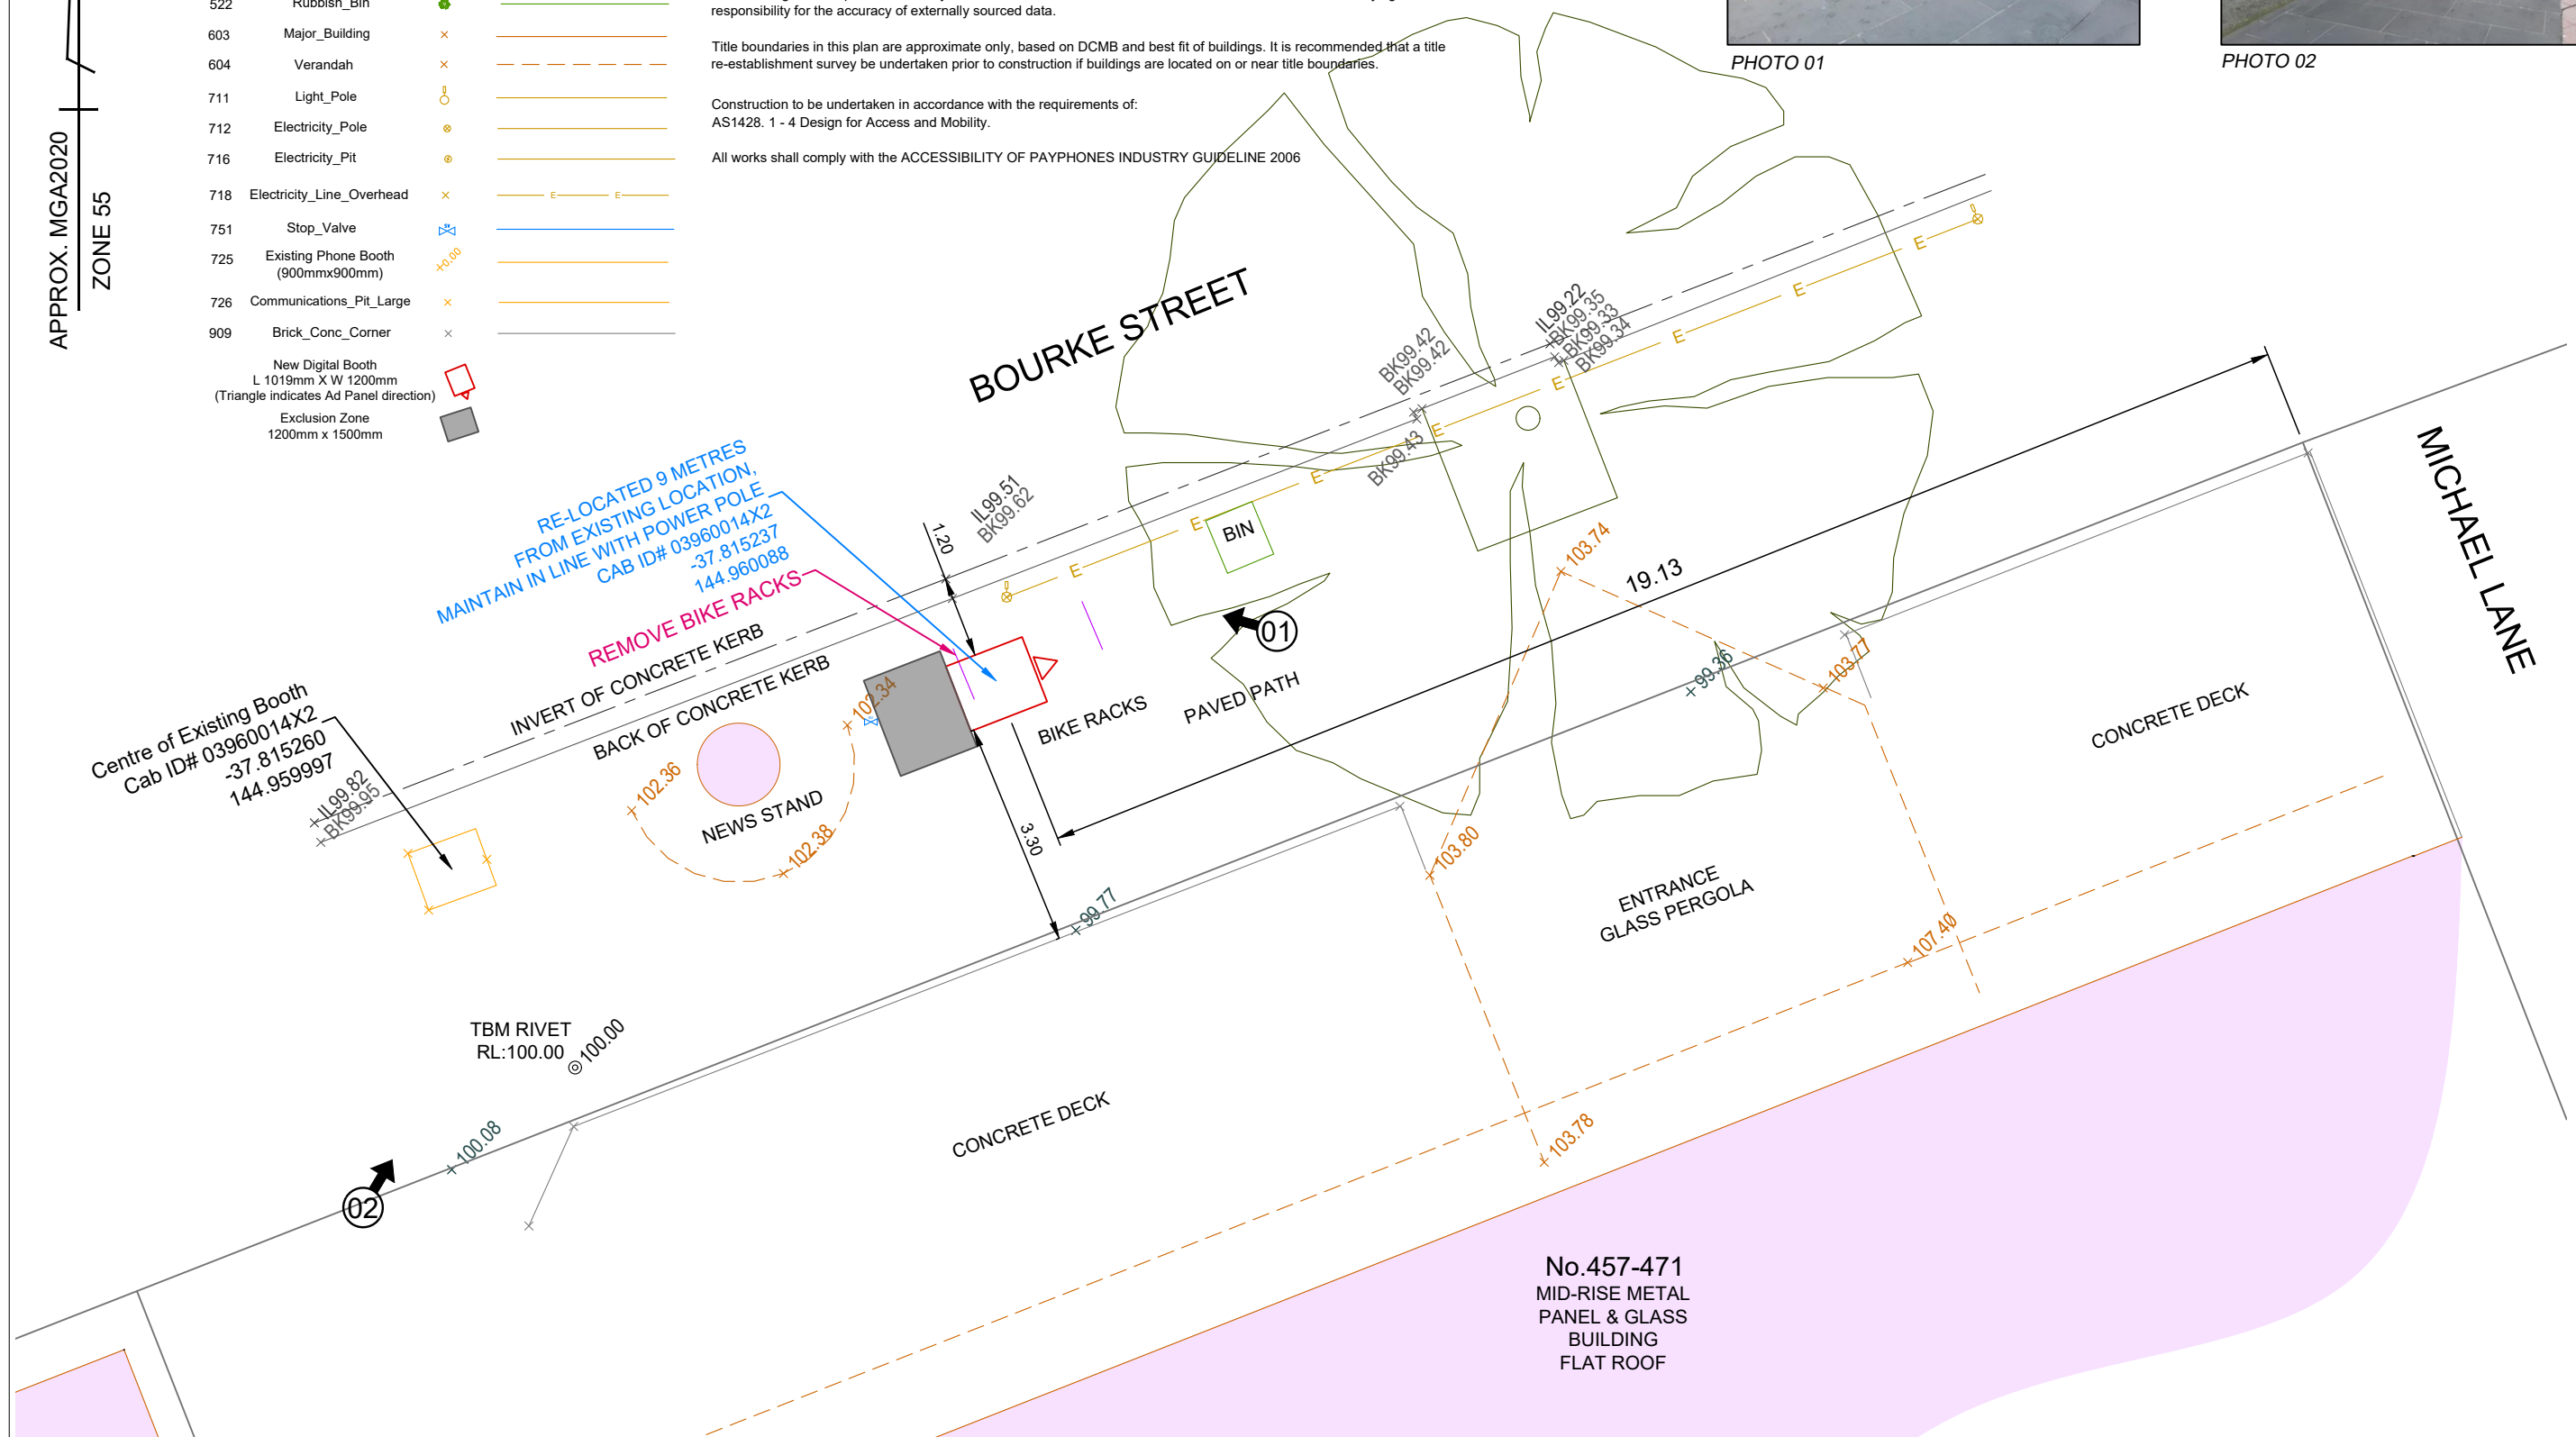 APPROX. MGA2020
ZONE 55
522 Rubbish_Bin
603 Major_Building
604 Verandah
711 Light_Pole
712 Electricity_Pole
716 Electricity_Pit
718 Electricity_Line_Overhead E E
751 Stop_Valve
725 Existing Phone Booth
(900mmx900mm)
+0.00
726 Communications_Pit_Large
909 Brick_Conc_Corner
New Digital Booth
L 1019mm X W 1200mm
(Triangle indicates Ad Panel direction)
Exclusion Zone
1200mm x 1500mm
responsibility for the accuracy of externally sourced data.
Title boundaries in this plan are approximate only, based on DCMB and best fit of buildings. It is recommended that a title
re-establishment survey be undertaken prior to construction if buildings are located on or near title boundaries.
Construction to be undertaken in accordance with the requirements of:
AS1428. 1 - 4 Design for Access and Mobility.
All works shall comply with the ACCESSIBILITY OF PAYPHONES INDUSTRY GUIDELINE 2006
PHOTO 01
PHOTO 02
BOURKE STREET
MICHAEL LANE
RE-LOCATED 9 METRES
FROM EXISTING LOCATION,
MAINTAIN IN LINE WITH POWER POLE
CAB ID# 03960014X2
-37.815237
144.960088
REMOVE BIKE RACKS
INVERT OF CONCRETE KERB
BACK OF CONCRETE KERB
Centre of Existing Booth
Cab ID# 03960014X2
-37.815260
144.959997
IL99.82
BK99.95
1.20
IL99.51
BK99.62
BK99.42
BK99.42
BK99.43
IL99.22
BK99.35
BK99.33
BK99.34
E
E
E
E
E
E
E
E
BIN
01
103.74
19.13
103.77
99.36
102.34
102.36
102.38
NEWS STAND
BIKE RACKS
PAVED PATH
3.30
99.77
103.80
ENTRANCE
GLASS PERGOLA
CONCRETE DECK
107.40
TBM RIVET
RL:100.00
100.00
100.08
02
CONCRETE DECK
103.78
No.457-471
MID-RISE METAL
PANEL & GLASS
BUILDING
FLAT ROOF